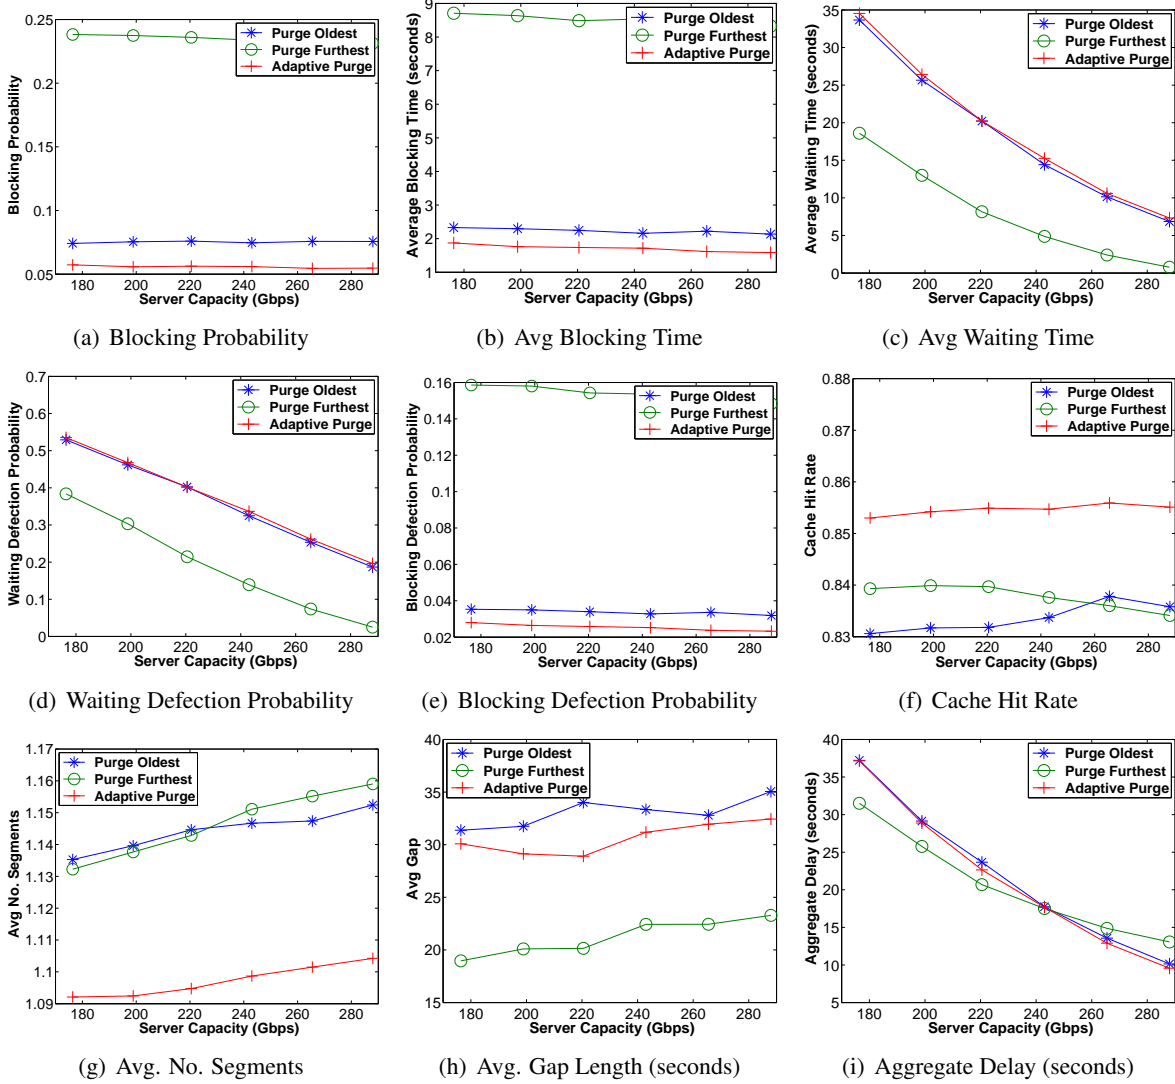 0.25
0.2
0.15
0.1
0.05
Blocking Probability
Purge Oldest
Purge Furthest
Adaptive Purge
180 200 220 240 260 280
Server Capacity (Gbps)
(a) Blocking Probability
9
8
7
6
5
4
3
2
1
Average Blocking Time (seconds)
Purge Oldest
Purge Furthest
Adaptive Purge
180 200 220 240 260 280
Server Capacity (Gbps)
(b) Avg Blocking Time
35
30
25
20
15
10
5
0
Average Waiting Time (seconds)
Purge Oldest
Purge Furthest
Adaptive Purge
180 200 220 240 260 280
Server Capacity (Gbps)
(c) Avg Waiting Time
0.7
0.6
0.5
0.4
0.3
0.2
0.1
0
Waiting Defection Probability
Purge Oldest
Purge Furthest
Adaptive Purge
180 200 220 240 260 280
Server Capacity (Gbps)
(d) Waiting Defection Probability
0.16
0.14
0.12
0.1
0.08
0.06
0.04
0.02
Blocking Defection Probability
Purge Oldest
Purge Furthest
Adaptive Purge
180 200 220 240 260 280
Server Capacity (Gbps)
(e) Blocking Defection Probability
0.88
0.87
0.86
0.85
0.84
0.83
Cache Hit Rate
Purge Oldest
Purge Furthest
Adaptive Purge
180 200 220 240 260 280
Server Capacity (Gbps)
(f) Cache Hit Rate
1.17
1.16
1.15
1.14
1.13
1.12
1.11
1.1
1.09
Avg No. Segments
Purge Oldest
Purge Furthest
Adaptive Purge
180 200 220 240 260 280
Server Capacity (Gbps)
(g) Avg. No. Segments
40
35
30
25
20
15
Avg Gap
Purge Oldest
Purge Furthest
Adaptive Purge
180 200 220 240 260 280
Server Capacity (Gbps)
(h) Avg. Gap Length (seconds)
40
35
30
25
20
15
10
5
Aggregate Delay (seconds)
Purge Oldest
Purge Furthest
Adaptive Purge
180 200 220 240 260 280
Server Capacity (Gbps)
(i) Aggregate Delay (seconds)